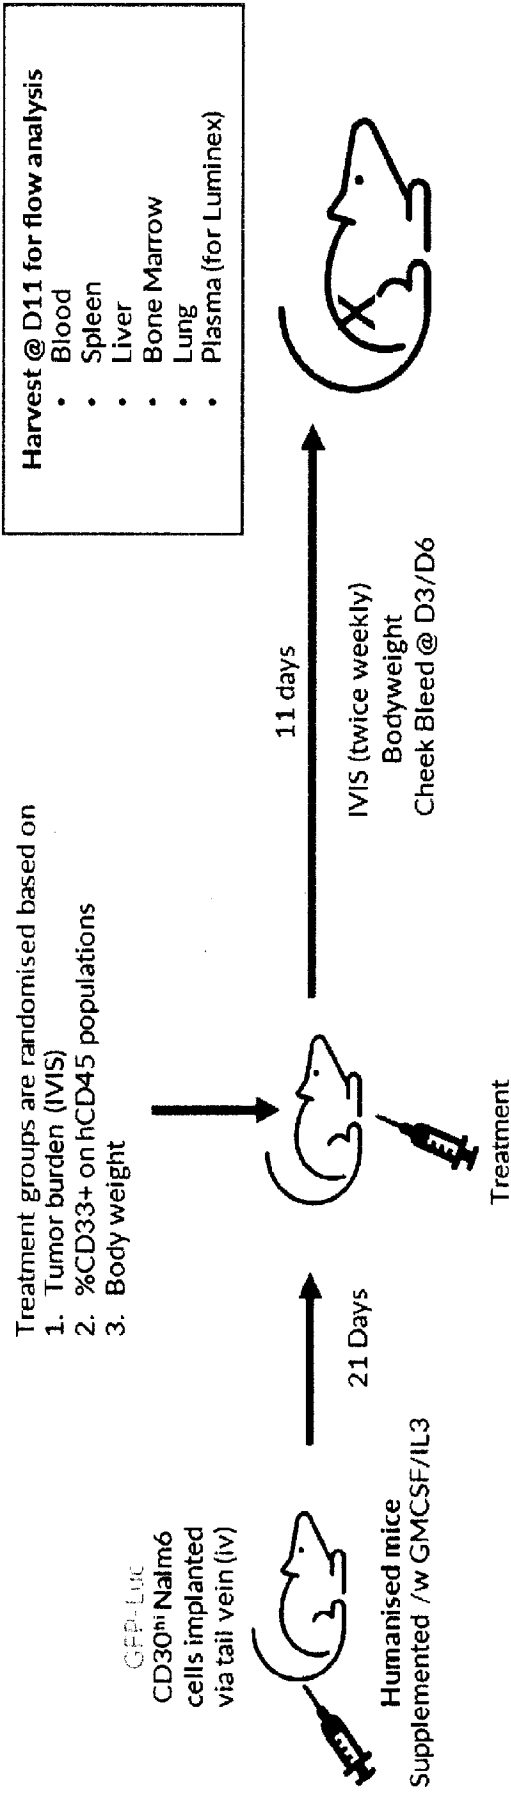 GFP-Luc
CD30hi Nalm6
cells implanted
via tail vein (iv)
Humanised mice
Supplemented /w GMCSF/IL3
21 Days
Treatment groups are randomised based on
1. Tumor burden (IVIS)
2. %CD33+ on hCD45 populations
3. Body weight
Treatment
11 days
IVIS (twice weekly)
Bodyweight
Cheek Bleed @ D3/D6
Harvest @ D11 for flow analysis
• Blood
• Spleen
• Liver
• Bone Marrow
• Lung
• Plasma (for Luminex)
X